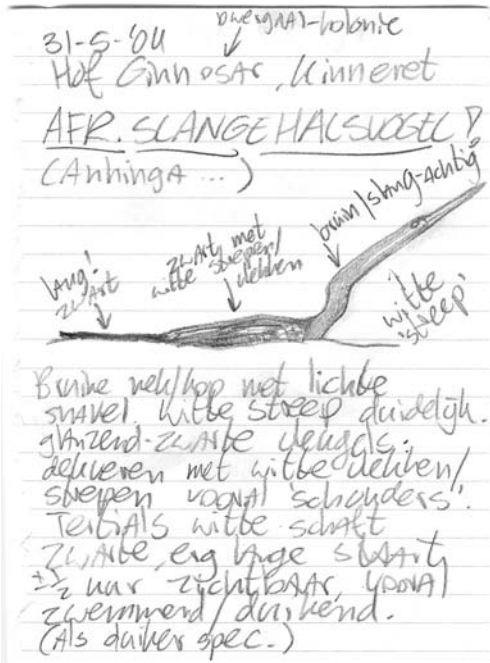 31-5-'04
dwergaal-kolonie
Hof Ginnosar, Kinneret
AFR. SLANGEHALSVOGEL!
(Anhinga ...)
bruin/slang-achtig
zwart, met
witte strepen/
vlekken
lang!
zwart
witte
'streep'
Bruine nek/kop met lichte
snavel, witte streep duidelijk.
glanzend-zwarte vleugels;
dekveren met witte vlekken/
strepen vooral 'schouders'.
Tertials witte schaft
zwarte, erg lange staart,
± ½ uur zichtbaar, vooral
zwemmend/duikend.
(Als duiker spec.)